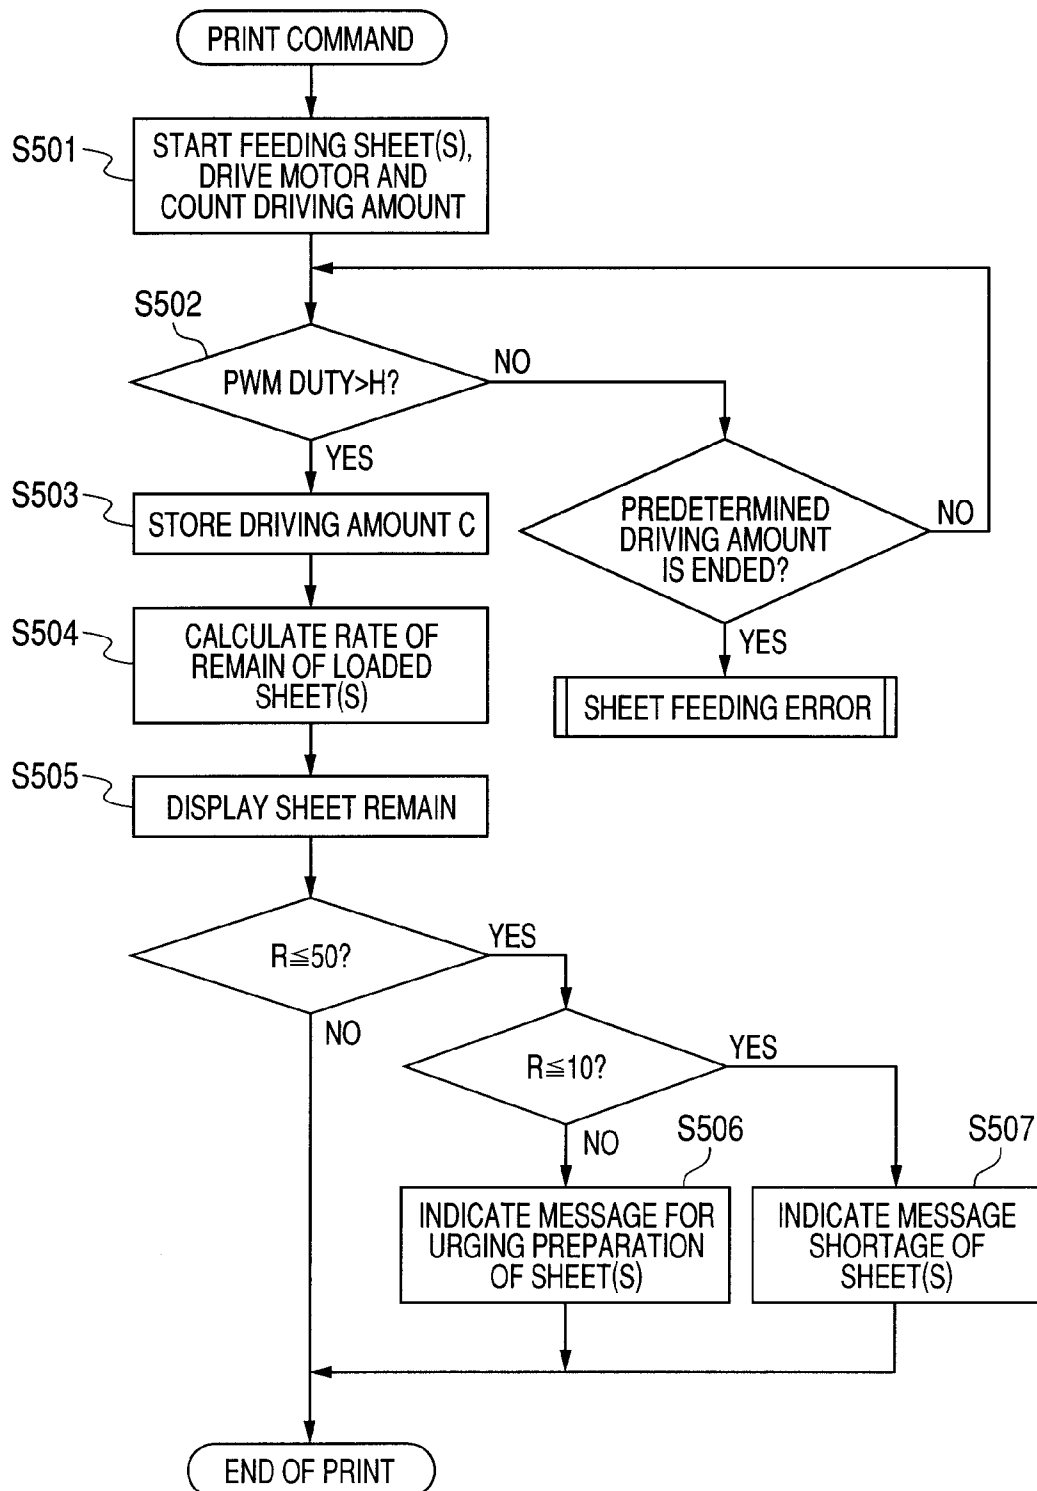 PRINT COMMAND
S501
START FEEDING SHEET(S),
DRIVE MOTOR AND
COUNT DRIVING AMOUNT
S502
PWM DUTY>H?
NO
YES
S503
STORE DRIVING AMOUNT C
PREDETERMINED
DRIVING AMOUNT
IS ENDED?
NO
YES
S504
CALCULATE RATE OF
REMAIN OF LOADED
SHEET(S)
SHEET FEEDING ERROR
S505
DISPLAY SHEET REMAIN
R≦50?
YES
NO
R≦10?
YES
NO
S506
INDICATE MESSAGE FOR
URGING PREPARATION
OF SHEET(S)
S507
INDICATE MESSAGE
SHORTAGE OF
SHEET(S)
END OF PRINT